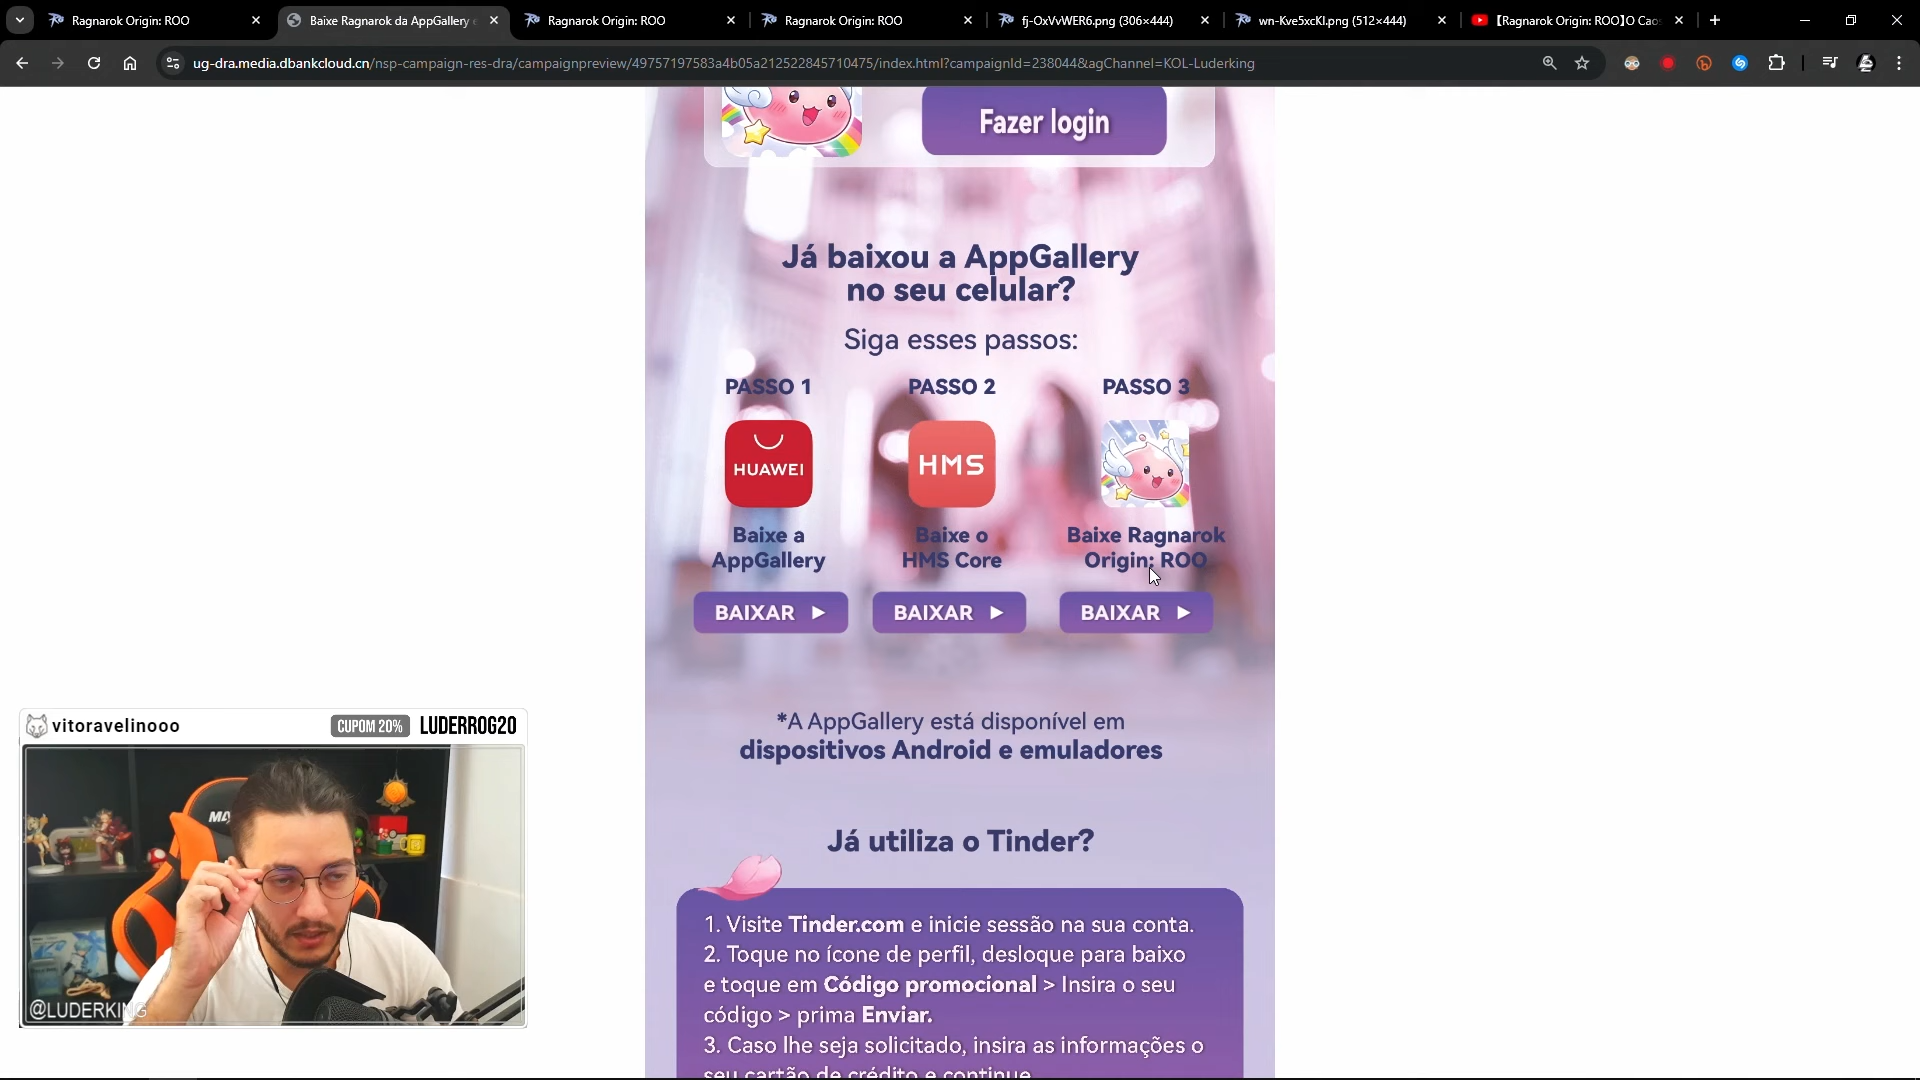 Ragnarok Origin: ROO
Baixe Ragnarok da AppGallery e
Ragnarok Origin: ROO
Ragnarok Origin: ROO
fj-OxVvWER6.png (306×444)
wn-Kve5xcKl.png (512×444)
【Ragnarok Origin: ROO】O Cao
ug-dra.media.dbankcloud.cn/nsp-campaign-res-dra/campaignpreview/49757197583a4b05a212522845710475/index.html?campaignId=238044&agChannel=KOL-Luderking
Fazer login
Já baixou a AppGallery
no seu celular?
Siga esses passos:
PASSO 1
PASSO 2
PASSO 3
HUAWEI
HMS
Baixe a
AppGallery
Baixe o
HMS Core
Baixe Ragnarok
Origin: ROO
BAIXAR
BAIXAR
BAIXAR
*A AppGallery está disponível em
dispositivos Android e emuladores
Já utiliza o Tinder?
1. Visite Tinder.com e inicie sessão na sua conta.
2. Toque no ícone de perfil, desloque para baixo
e toque em Código promocional > Insira o seu
código > prima Enviar.
3. Caso lhe seja solicitado, insira as informações o
seu cartão de crédito e continue
vitoravelinooo
CUPOM 20%
LUDERROG20
@LUDERKING